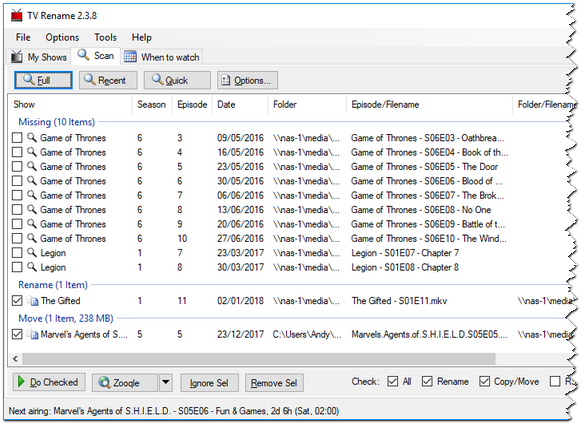 TV Rename 2.3.8
File Options Tools Help
My Shows Scan When to watch
Full Recent Quick Options...
Show Season Episode Date Folder Episode/Filename Folder/Filename
Missing (10 Items)
Game of Thrones 6 3 09/05/2016 \\nas-1\media\... Game of Thrones - S06E03 - Oathbrea...
Game of Thrones 6 4 16/05/2016 \\nas-1\media\... Game of Thrones - S06E04 - Book of th...
Game of Thrones 6 5 23/05/2016 \\nas-1\media\... Game of Thrones - S06E05 - The Door
Game of Thrones 6 6 30/05/2016 \\nas-1\media\... Game of Thrones - S06E06 - Blood of ...
Game of Thrones 6 7 06/06/2016 \\nas-1\media\... Game of Thrones - S06E07 - The Brok...
Game of Thrones 6 8 13/06/2016 \\nas-1\media\... Game of Thrones - S06E08 - No One
Game of Thrones 6 9 20/06/2016 \\nas-1\media\... Game of Thrones - S06E09 - Battle of t...
Game of Thrones 6 10 27/06/2016 \\nas-1\media\... Game of Thrones - S06E10 - The Wind...
Legion 1 7 23/03/2017 \\nas-1\media\... Legion - S01E07 - Chapter 7
Legion 1 8 30/03/2017 \\nas-1\media\... Legion - S01E08 - Chapter 8
Rename (1 Item)
The Gifted 1 11 02/01/2018 \\nas-1\media\... The Gifted - S01E11.mkv \\nas-1\media\
Move (1 Item, 238 MB)
Marvel's Agents of S.... 5 5 23/12/2017 C:\Users\Andy\... Marvels.Agents.of.S.H.I.E.L.D.S05E05.... \\nas-1\media\
Do Checked Zooqle Ignore Sel Remove Sel Check: All Rename Copy/Move
Next airing: Marvel's Agents of S.H.I.E.L.D. - S05E06 - Fun & Games, 2d 6h (Sat, 02:00)